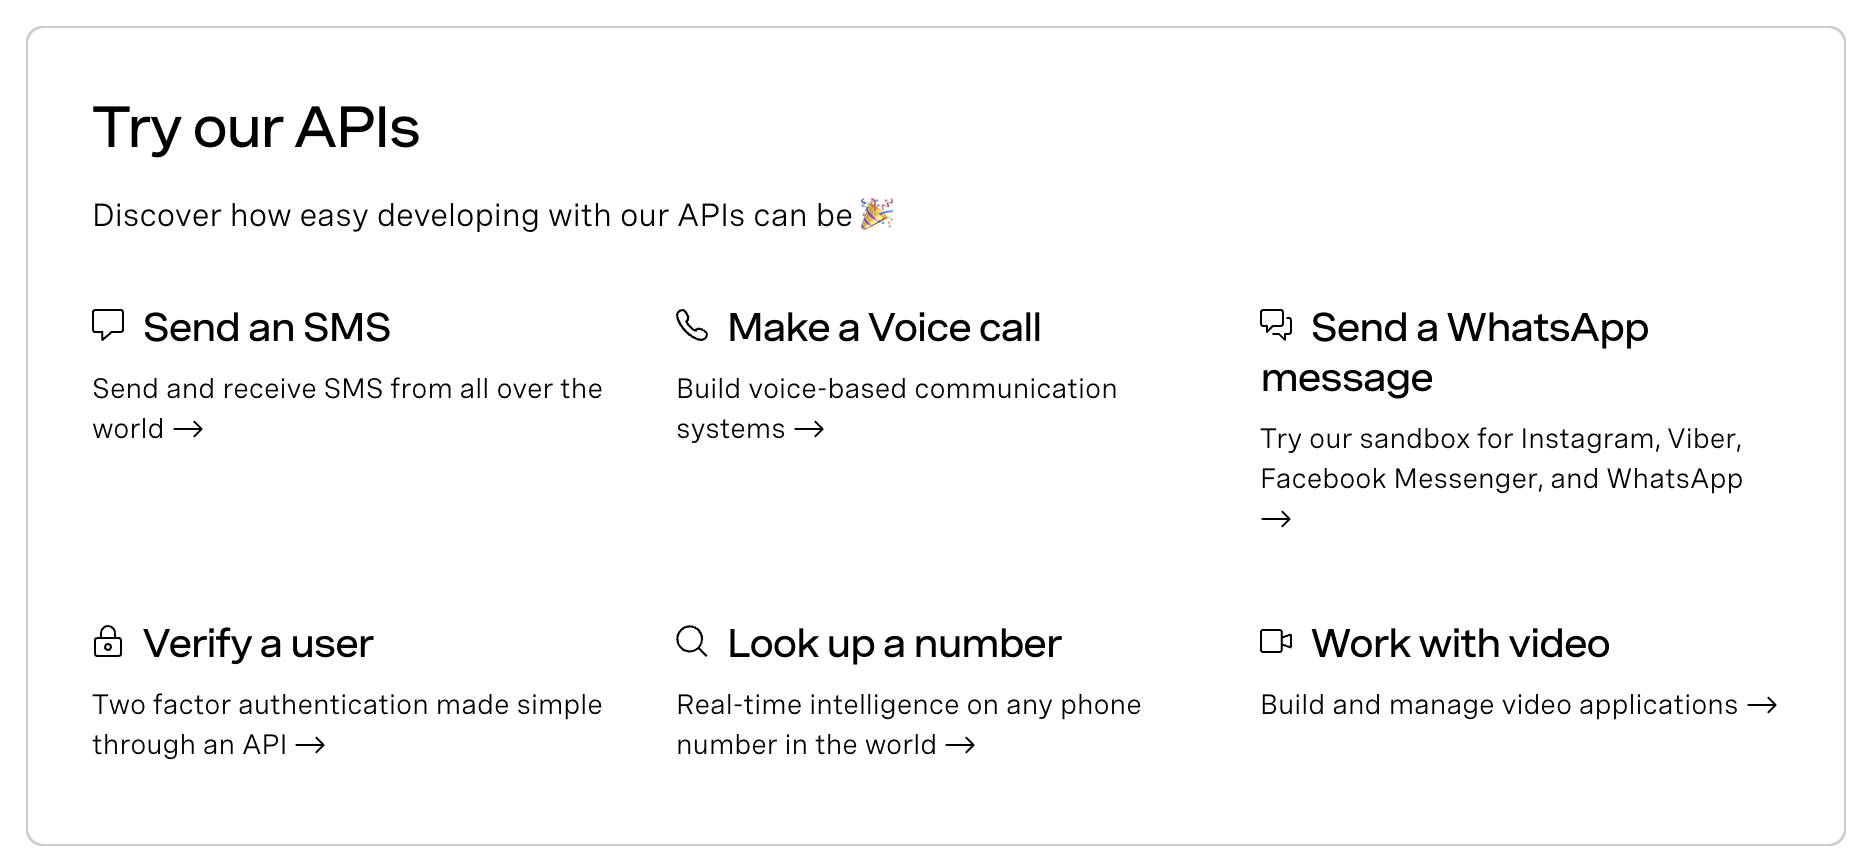 Try our APIs
Discover how easy developing with our APIs can be 🎉
Send an SMS
Send and receive SMS from all over the
world →
Make a Voice call
Build voice-based communication
systems →
Send a WhatsApp
message
Try our sandbox for Instagram, Viber,
Facebook Messenger, and WhatsApp
→
Verify a user
Two factor authentication made simple
through an API →
Look up a number
Real-time intelligence on any phone
number in the world →
Work with video
Build and manage video applications →